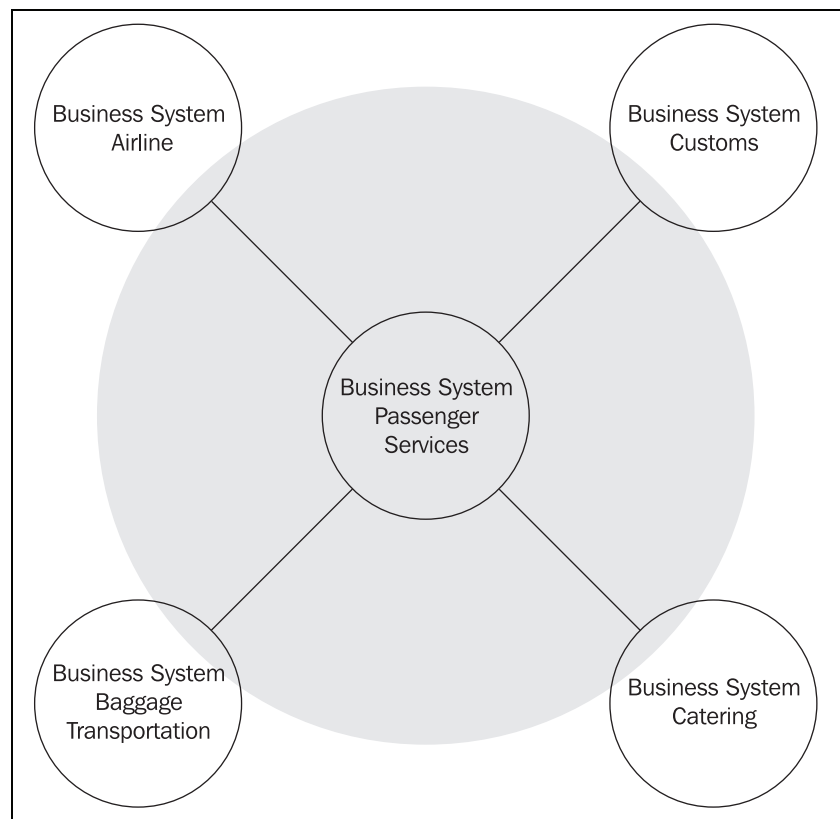 Business System
Airline
Business System
Customs
Business System
Passenger
Services
Business System
Baggage
Transportation
Business System
Catering